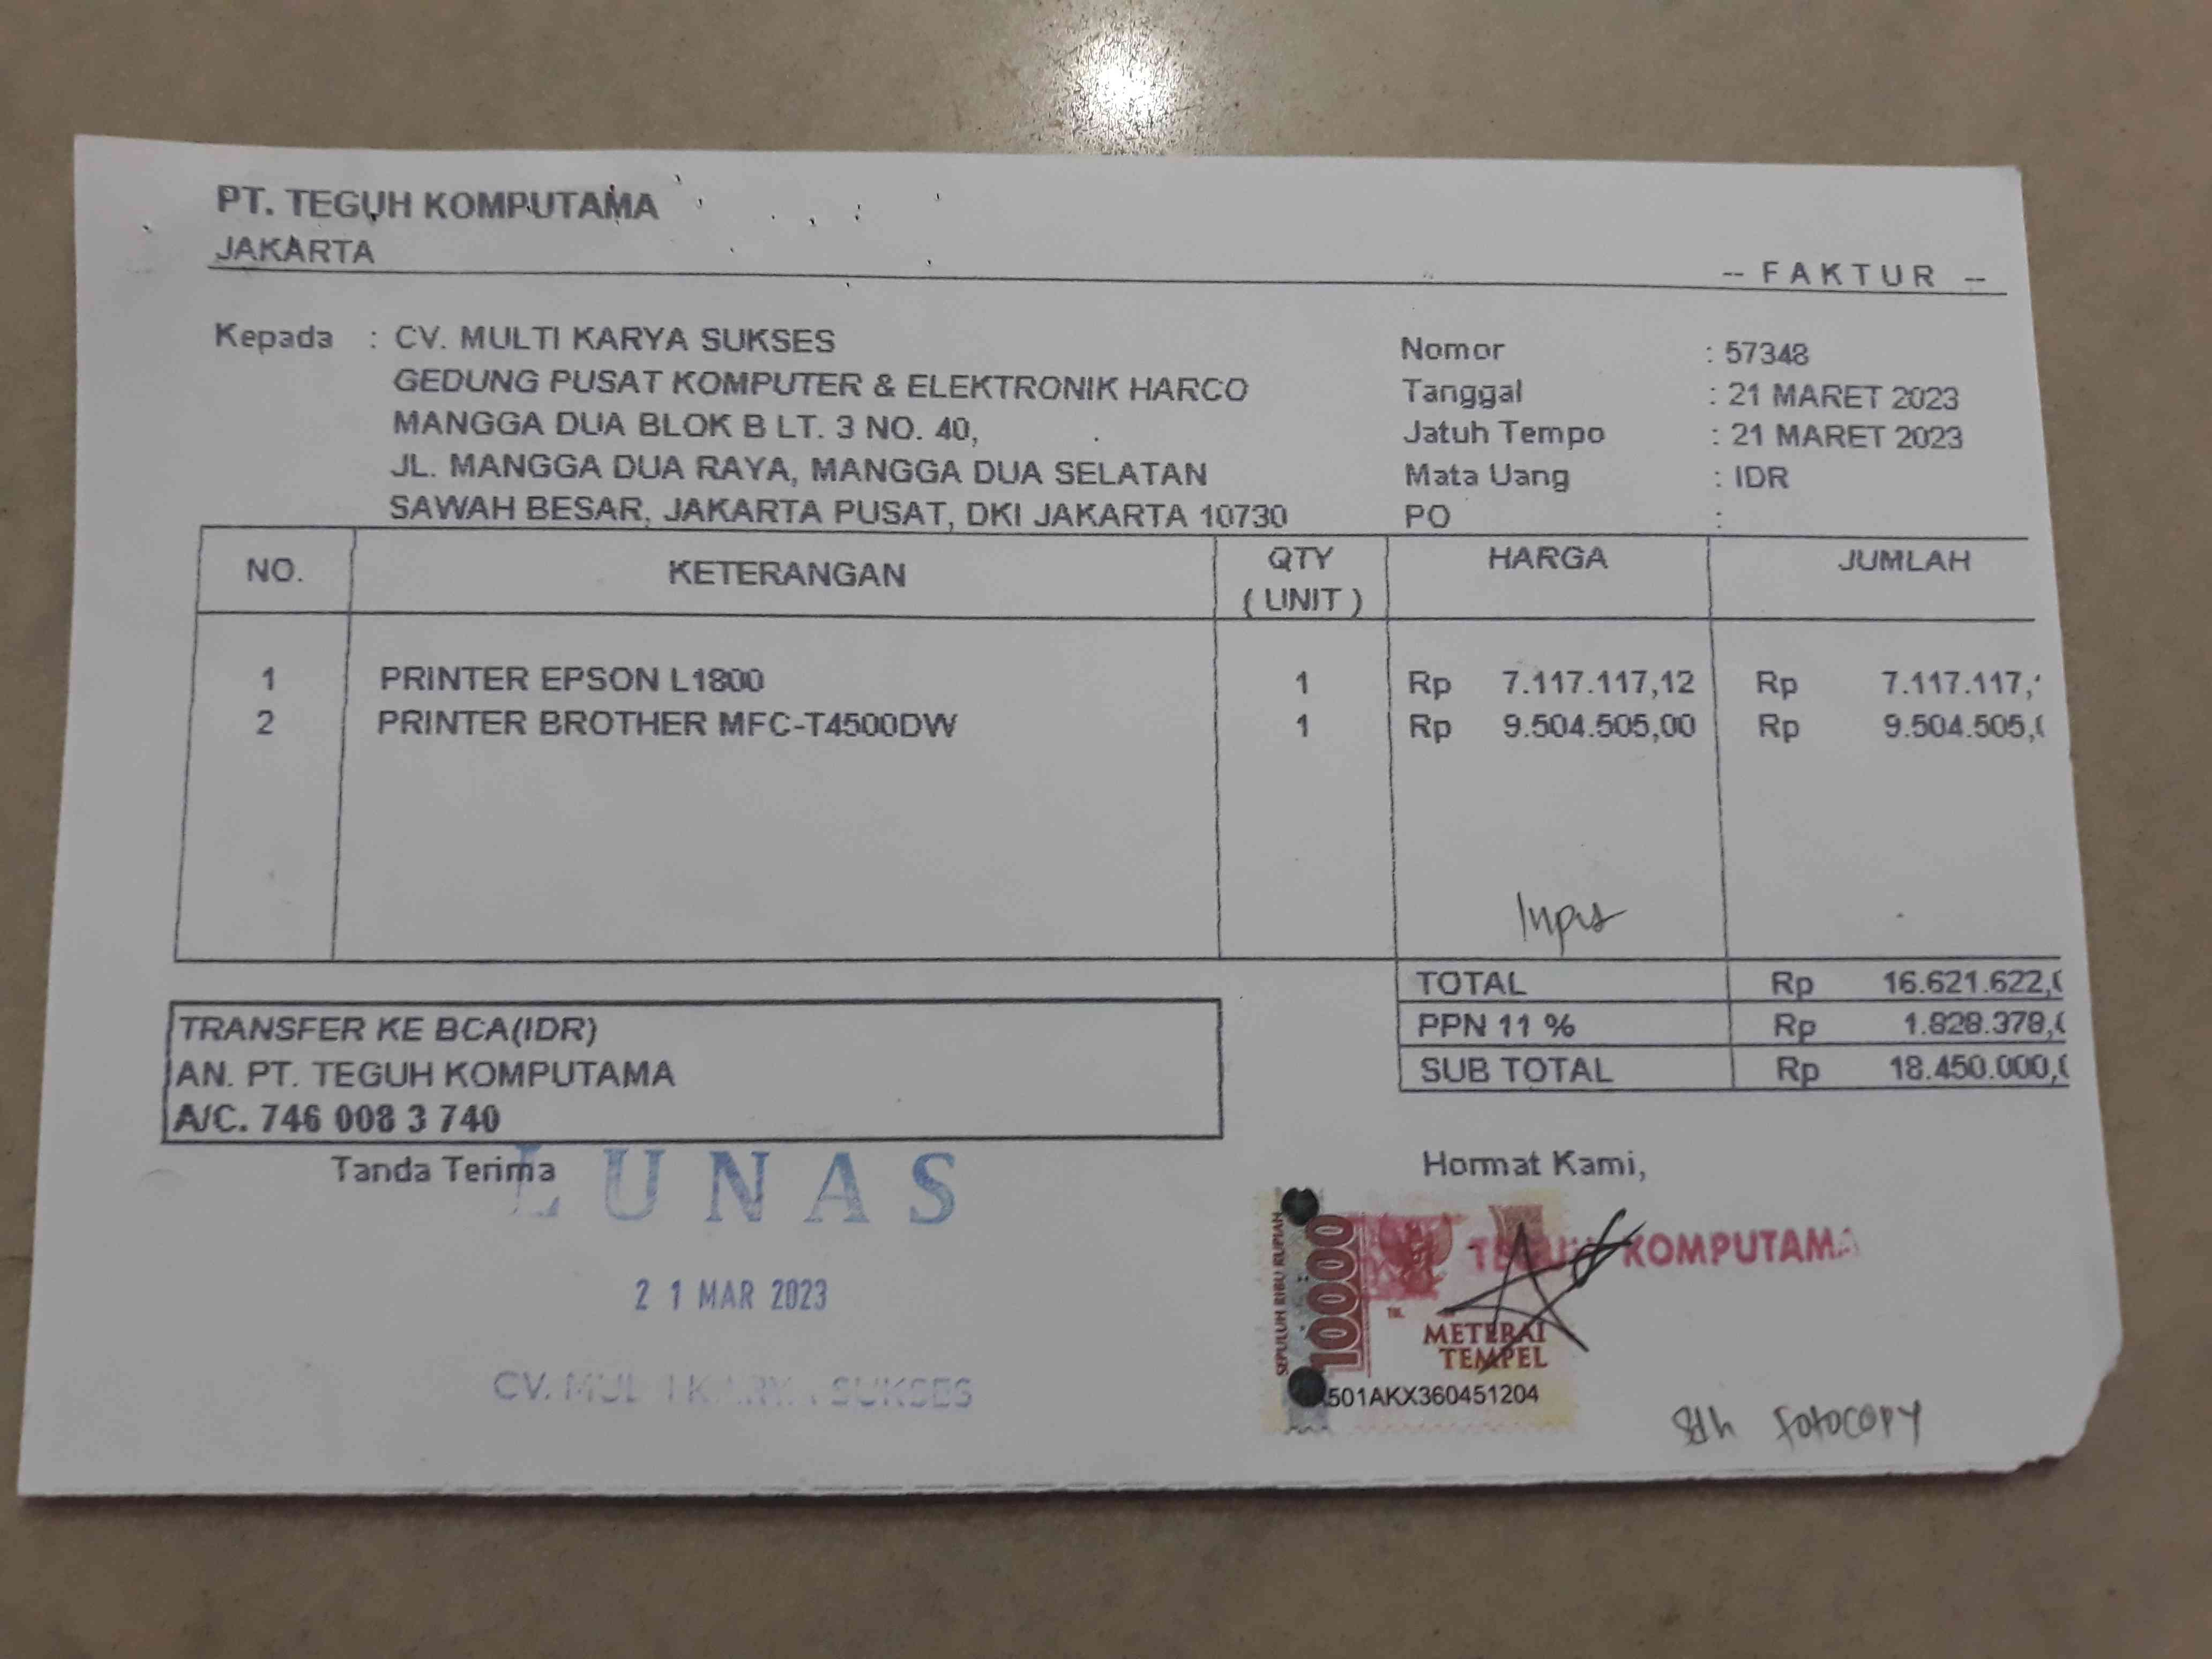 PT. TEGUH KOMPUTAMA
JAKARTA
-- F A K T U R --
Kepada : CV. MULTI KARYA SUKSES
GEDUNG PUSAT KOMPUTER & ELEKTRONIK HARCO
MANGGA DUA BLOK B LT. 3 NO. 40,
JL. MANGGA DUA RAYA, MANGGA DUA SELATAN
SAWAH BESAR, JAKARTA PUSAT, DKI JAKARTA 10730
Nomor : 57348
Tanggal : 21 MARET 2023
Jatuh Tempo : 21 MARET 2023
Mata Uang : IDR
PO :
NO. KETERANGAN QTY ( UNIT ) HARGA JUMLAH
1 PRINTER EPSON L1800 1 Rp 7.117.117,12 Rp 7.117.117,
2 PRINTER BROTHER MFC-T4500DW 1 Rp 9.504.505,00 Rp 9.504.505,
TOTAL Rp 16.621.622,
PPN 11 % Rp 1.828.378,
SUB TOTAL Rp 18.450.000,
TRANSFER KE BCA(IDR)
AN. PT. TEGUH KOMPUTAMA
A/C. 746 008 3 740
Tanda Terima
LUNAS
21 MAR 2023
CV. MULTI KARYA SUKSES
Hormat Kami,
TEGUH KOMPUTAMA
SEPULUH RIBU RUPIAH
10000
METERAI
TEMPEL
501AKX360451204
Sdh fotocopy